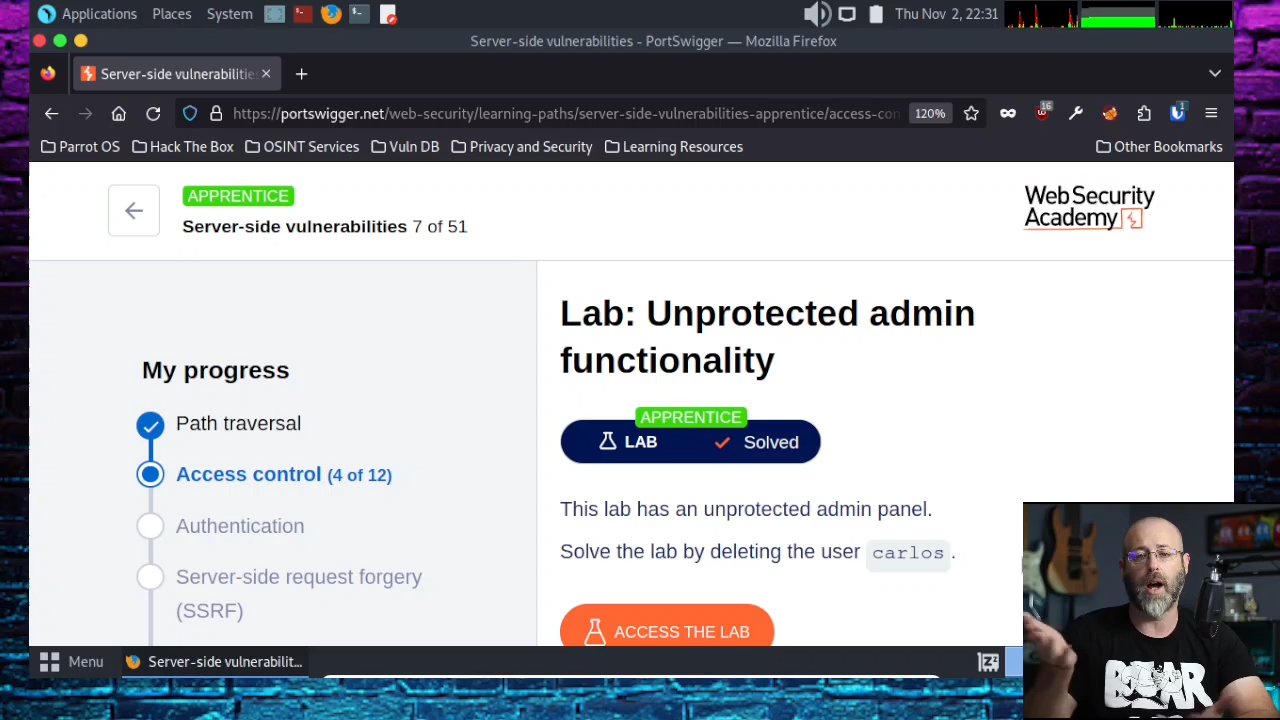 Applications Places System Thu Nov 2, 22:31
Server-side vulnerabilities - PortSwigger — Mozilla Firefox
Server-side vulnerabilitie
https://portswigger.net/web-security/learning-paths/server-side-vulnerabilities-apprentice/access-con 120% 16 1
Parrot OS Hack The Box OSINT Services Vuln DB Privacy and Security Learning Resources Other Bookmarks
APPRENTICE
Server-side vulnerabilities 7 of 51
Web Security
Academy
My progress
Path traversal
Access control (4 of 12)
Authentication
Server-side request forgery
(SSRF)
Lab: Unprotected admin
functionality
APPRENTICE
LAB Solved
This lab has an unprotected admin panel.
Solve the lab by deleting the user carlos.
ACCESS THE LAB
Menu Server-side vulnerabilit...